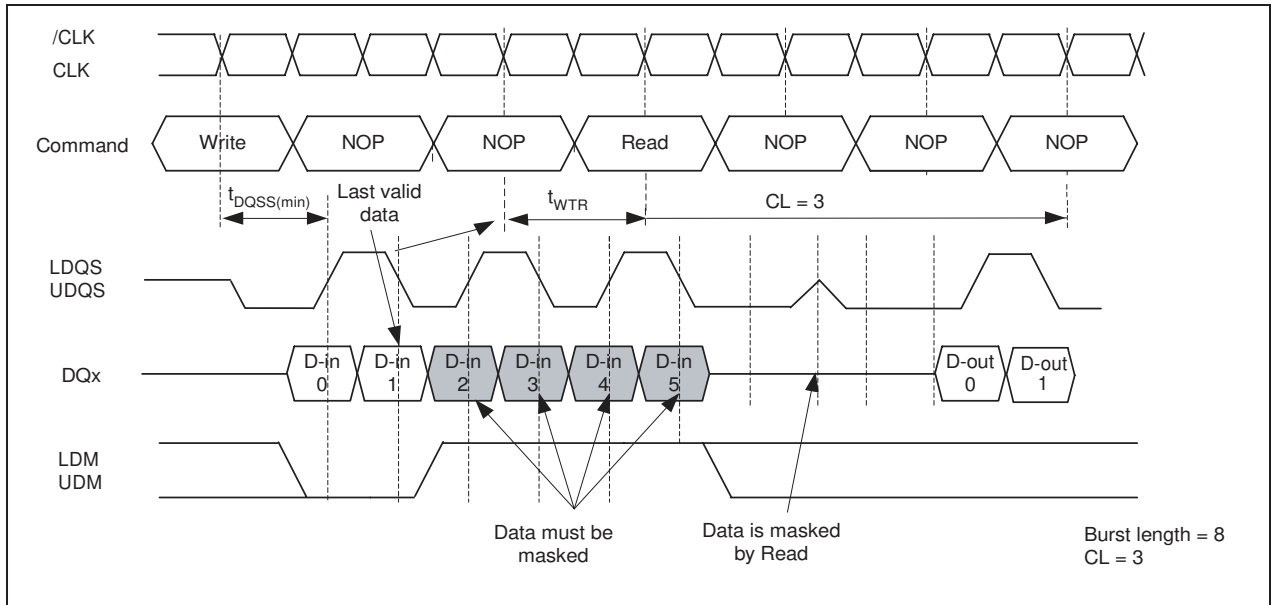 /CLK
CLK
Command
Write NOP NOP Read NOP NOP NOP
tDQSS(min)
Last valid
data
tWTR
CL = 3
LDQS
UDQS
DQx
D-in D-in D-in D-in D-in D-in D-out D-out
0 1 2 3 4 5 0 1
LDM
UDM
Data must be
masked
Data is masked
by Read
Burst length = 8
CL = 3